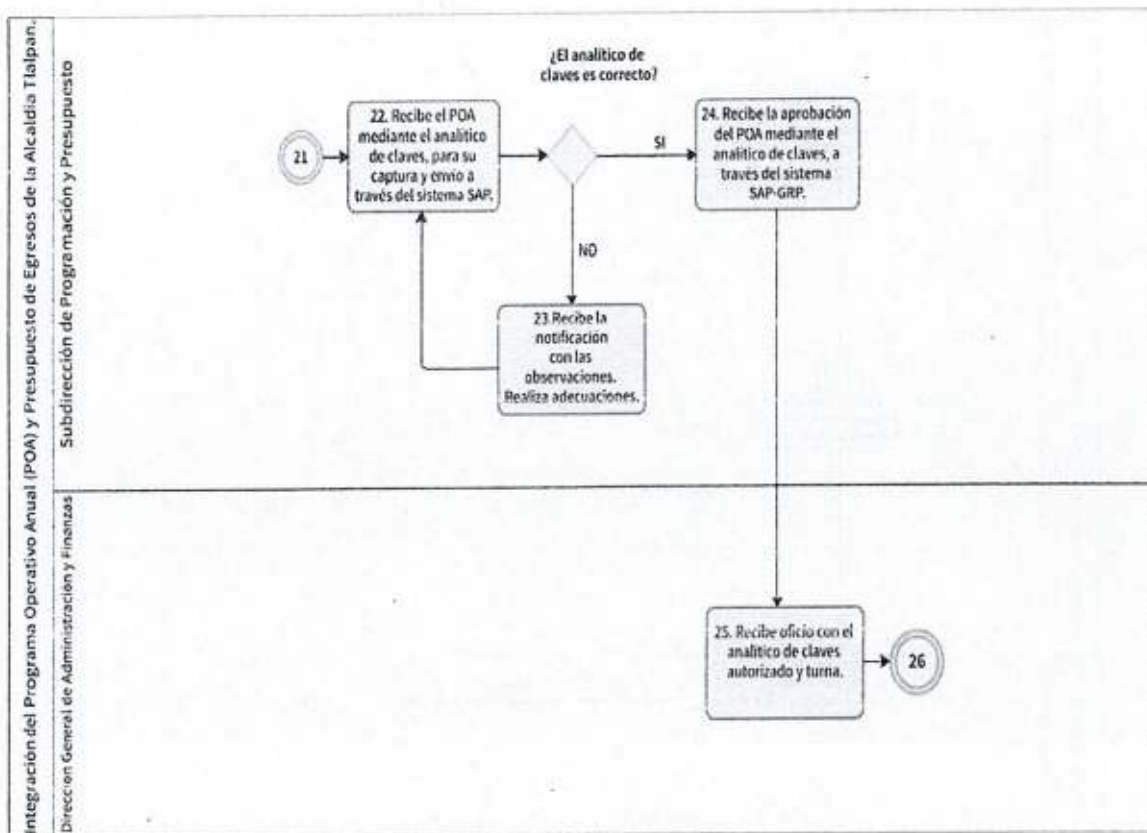 Integración del Programa Operativo Anual (POA) y Presupuesto de Egresos de la Alcaldía Tlalpan.
Subdirección de Programación y Presupuesto
¿El analítico de
claves es correcto?
21
22. Recibe el POA
mediante el analítico
de claves, para su
captura y envío a
través del sistema SAP.
SI
24. Recibe la aprobación
del POA mediante el
analítico de claves, a
través del sistema
SAP-GRP.
NO
23.Recibe la
notificación
con las
observaciones.
Realiza adecuaciones.
Dirección General de Administración y Finanzas
25. Recibe oficio con el
analítico de claves
autorizado y turna.
26